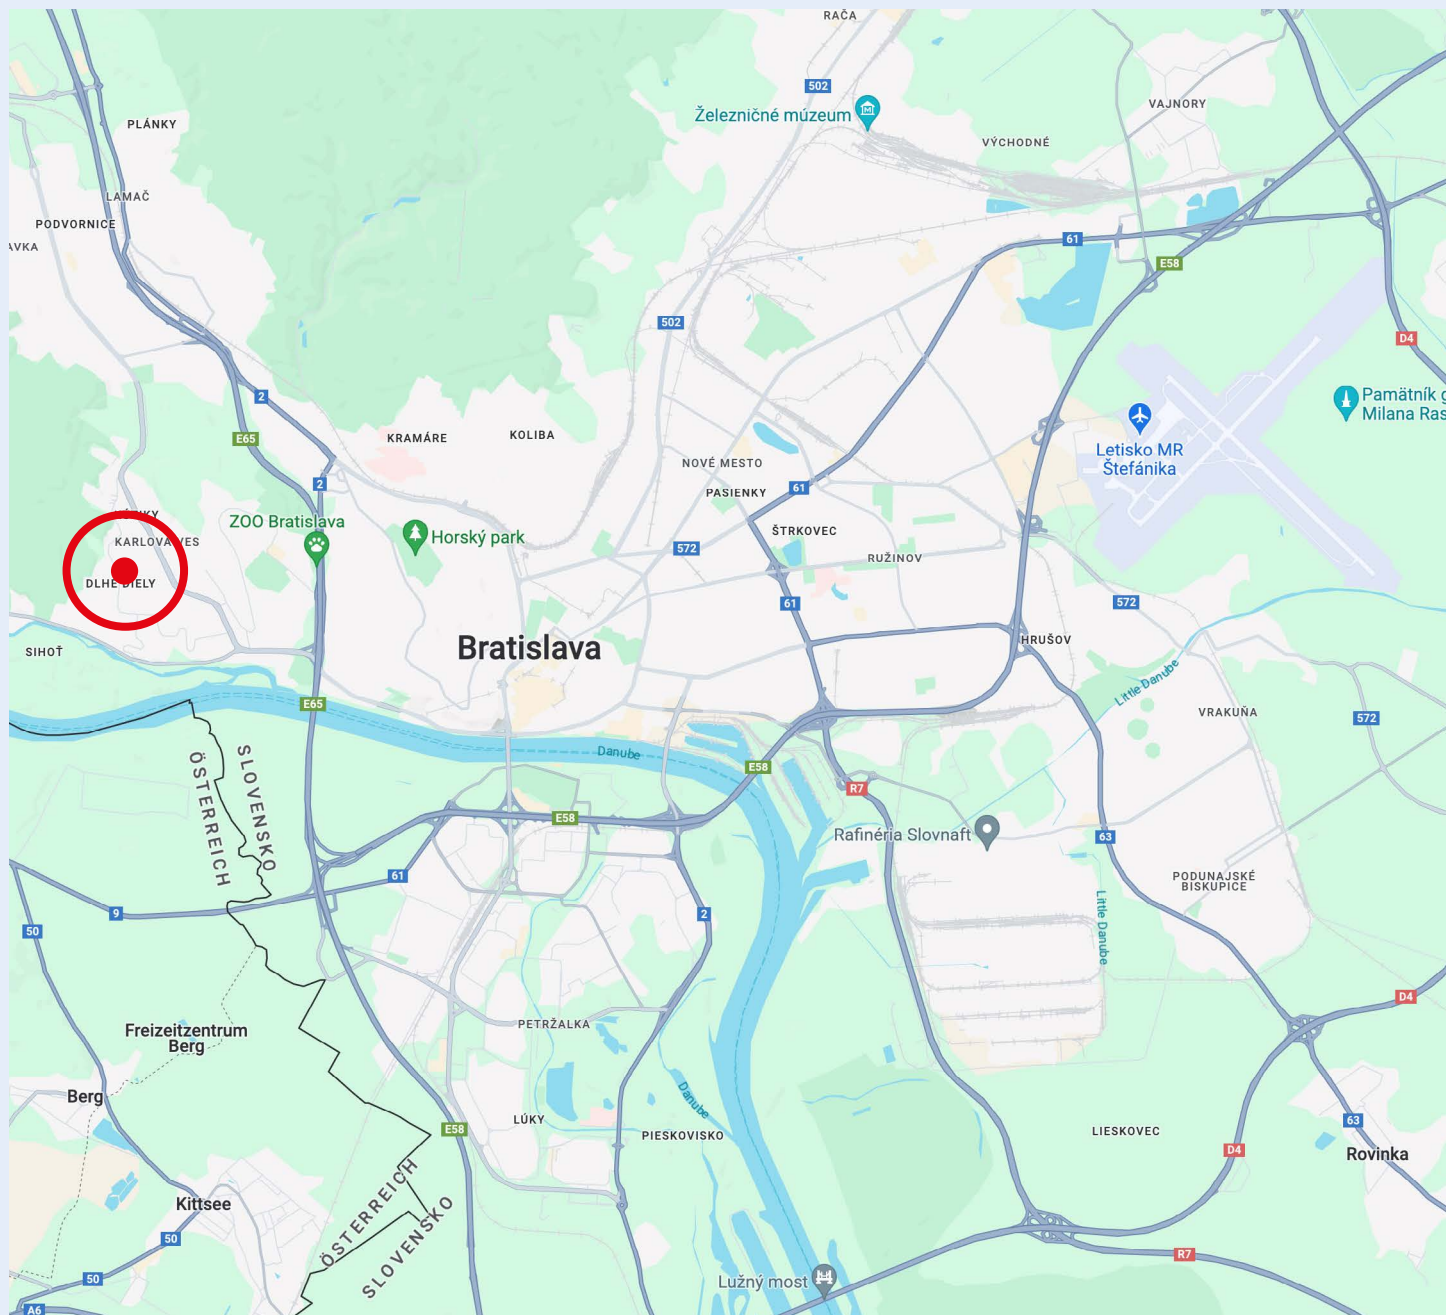 RAČA
502
Železničné múzeum
VAJNORY
PLÁNKY
VÝCHODNÉ
LAMAČ
PODVORNICE
AVKA
61
E58
502
D4
2
Pamätník g
Milana Ras
E65
KRAMÁRE
KOLIBA
Letisko MR
Štefánika
NOVÉ MESTO
2
PASIENKY
61
ZOO Bratislava
Horský park
ŠTRKOVEC
KARLOVA VES
572
RUŽINOV
DLHÉ DIELY
61
572
SIHOŤ
Bratislava
HRUŠOV
Little Danube
E65
VRAKUŇA
572
Danube
ÖSTERREICH
SLOVENSKO
E58
R7
E58
Rafinéria Slovnaft
63
61
PODUNAJSKÉ
BISKUPICE
9
2
50
Little Danube
D4
Freizeitzentrum
Berg
PETRŽALKA
Berg
Danube
LÚKY
63
E58
PIESKOVISKO
LIESKOVEC
D4
Rovinka
Kittsee
ÖSTERREICH
SLOVENSKO
50
R7
50
Lužný most
A6